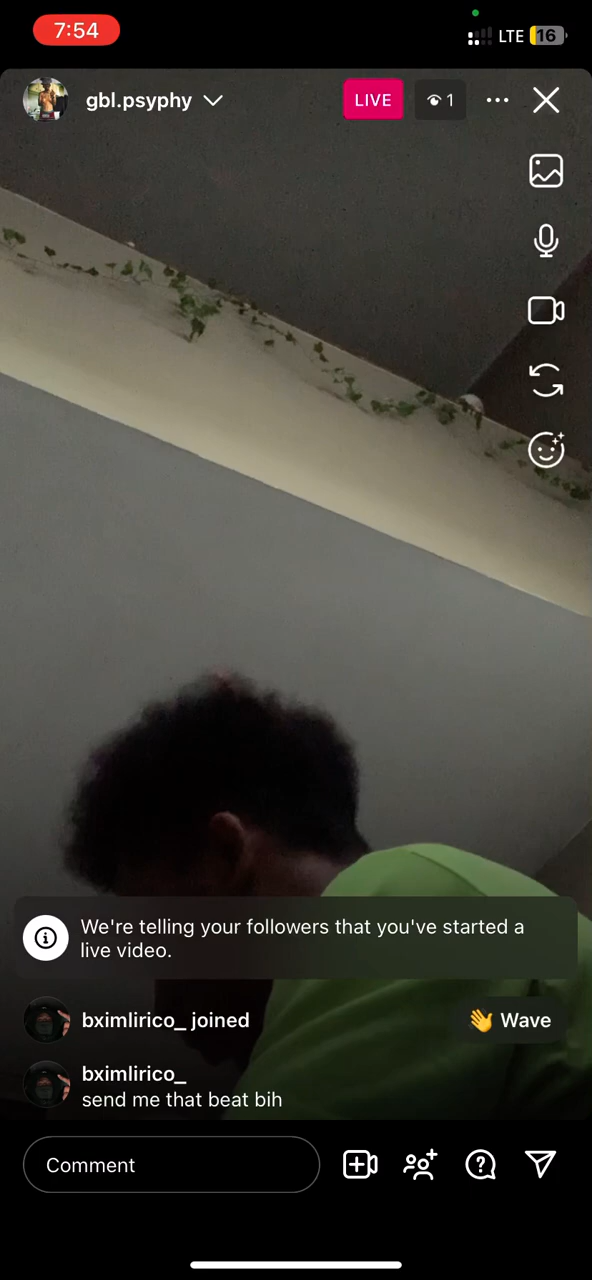 7:54
LTE 16
gbl.psyphy
LIVE
1
We're telling your followers that you've started a
live video.
bximlirico_ joined
👋 Wave
bximlirico_
send me that beat bih
Comment